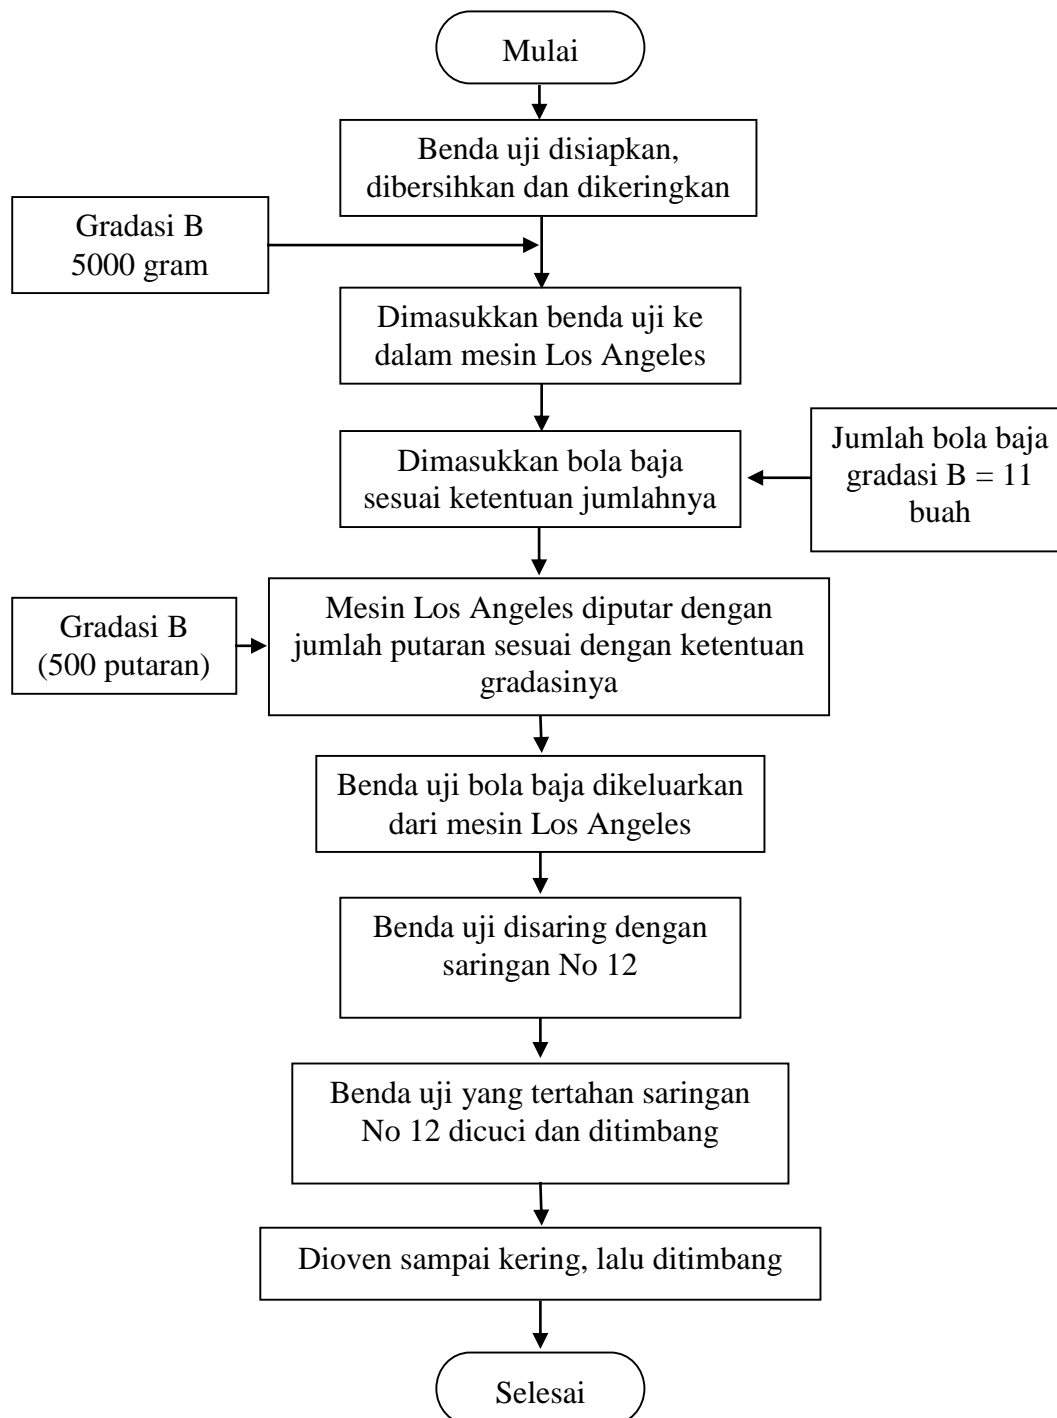 Mulai
Benda uji disiapkan,
dibersihkan dan dikeringkan
Gradasi B
5000 gram
Dimasukkan benda uji ke
dalam mesin Los Angeles
Dimasukkan bola baja
sesuai ketentuan jumlahnya
Jumlah bola baja
gradasi B = 11
buah
Mesin Los Angeles diputar dengan
jumlah putaran sesuai dengan ketentuan
gradasinya
Gradasi B
(500 putaran)
Benda uji bola baja dikeluarkan
dari mesin Los Angeles
Benda uji disaring dengan
saringan No 12
Benda uji yang tertahan saringan
No 12 dicuci dan ditimbang
Dioven sampai kering, lalu ditimbang
Selesai